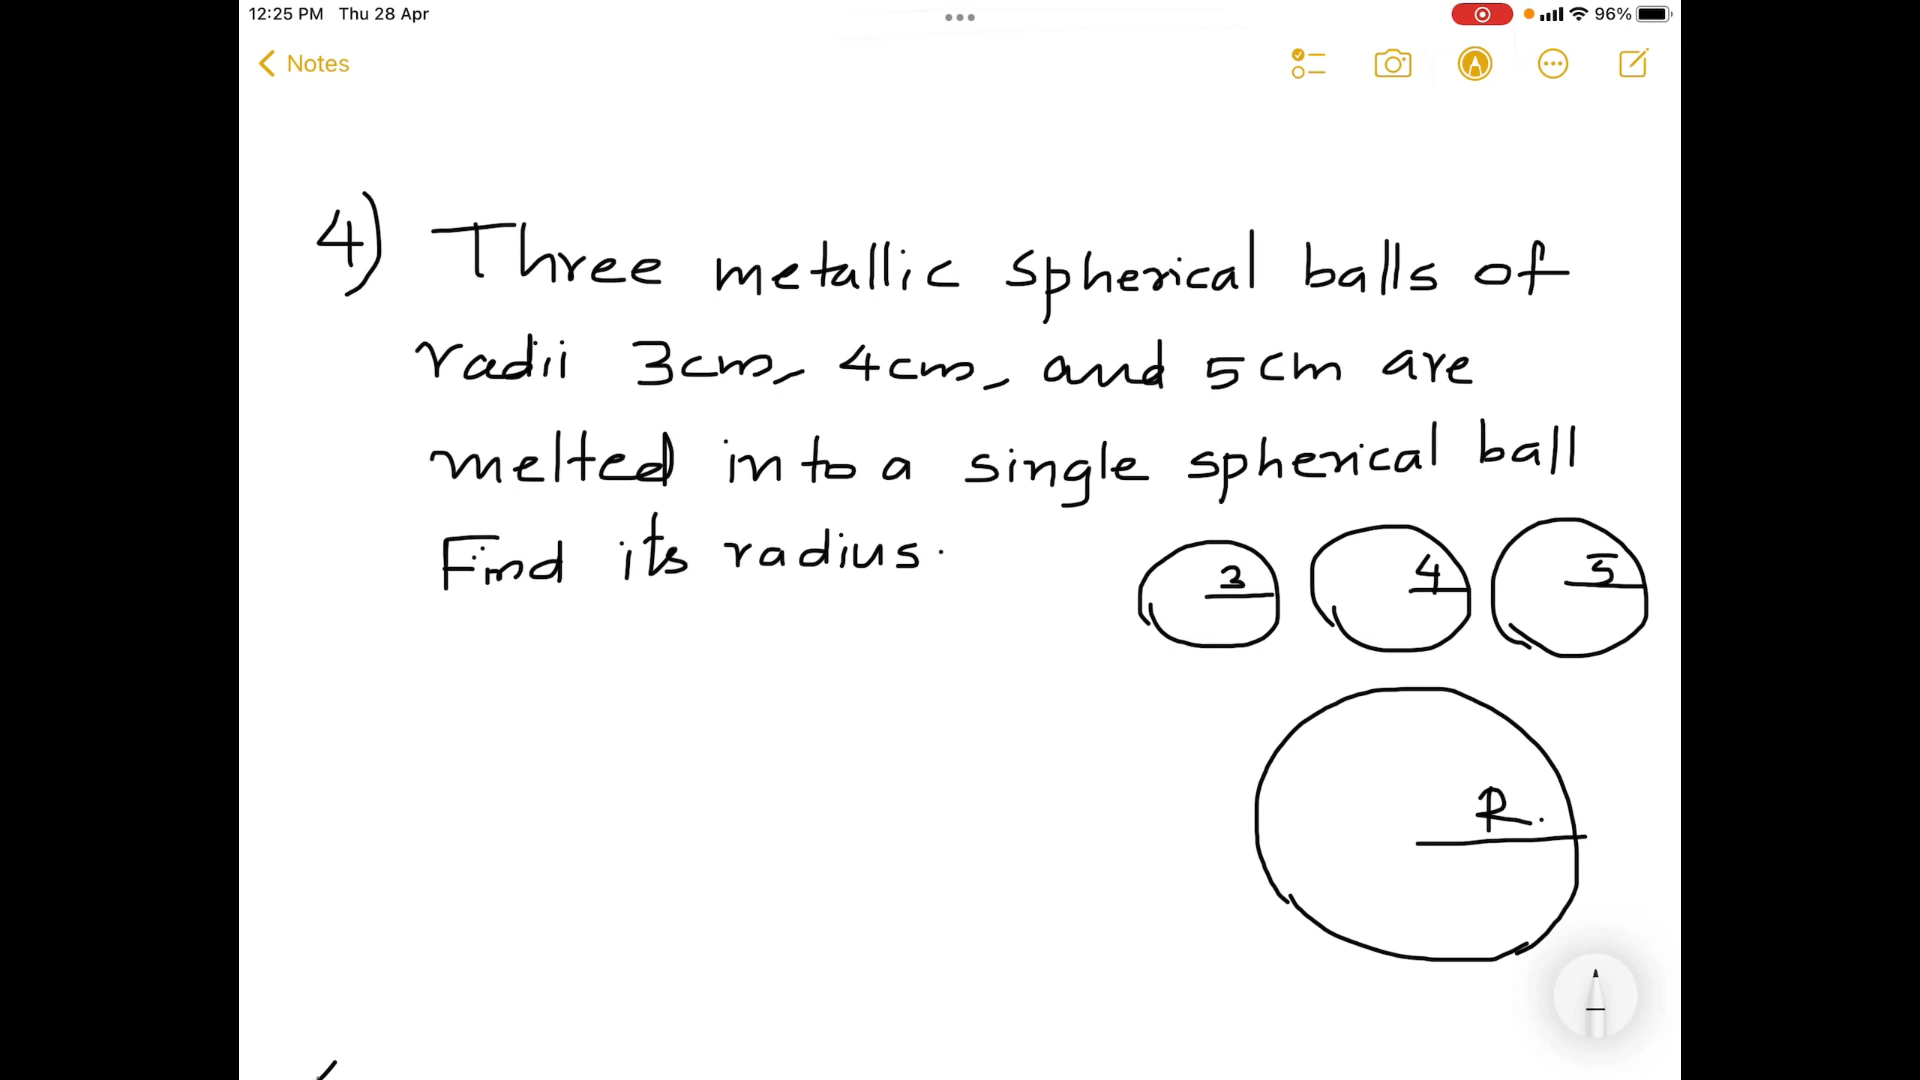 12:25 PM Thu 28 Apr
96%
Notes
4) Three metallic spherical balls of
radii 3cm, 4cm, and 5cm are
melted into a single spherical ball
Find its radius.
3 4 5
R.